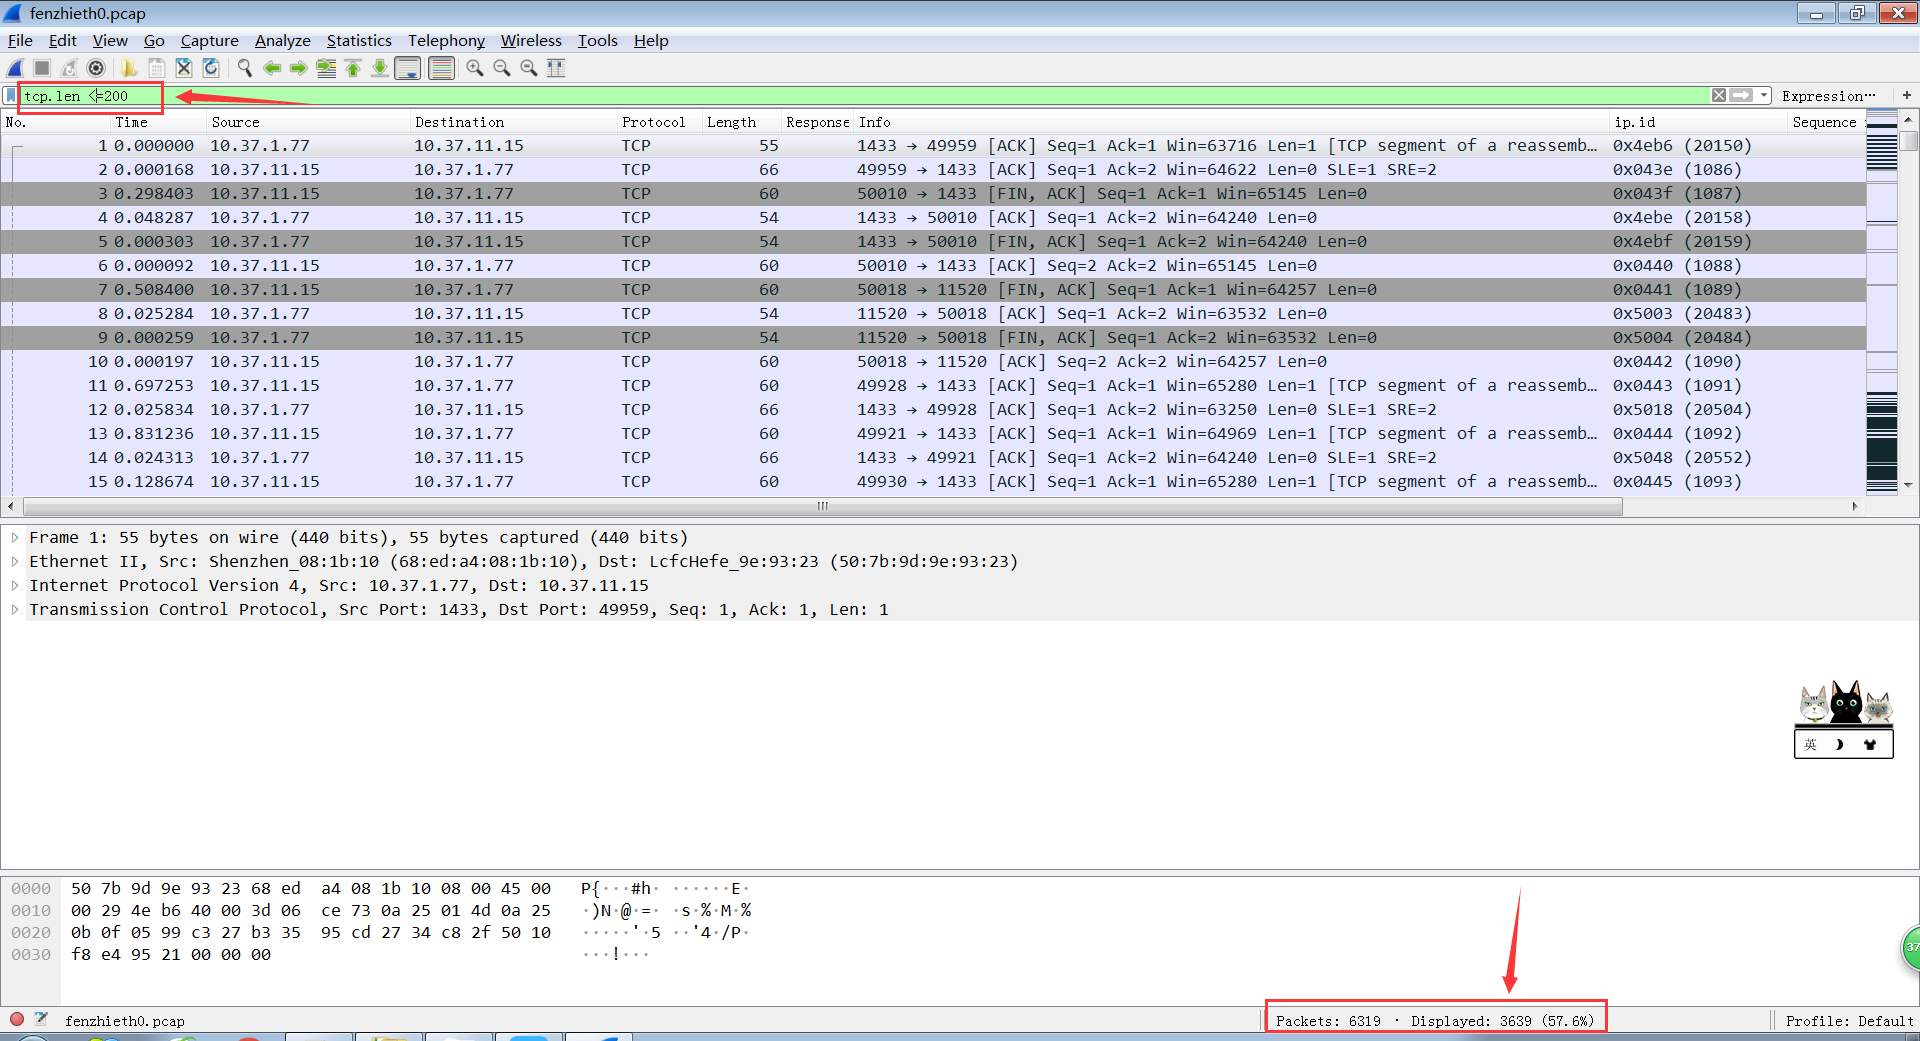 fenzhieth0.pcap
File Edit View Go Capture Analyze Statistics Telephony Wireless Tools Help
tcp.len <=200 Expression… +
No. Time Source Destination Protocol Length Response Info ip.id Sequence
1 0.000000 10.37.1.77 10.37.11.15 TCP 55 1433 → 49959 [ACK] Seq=1 Ack=1 Win=63716 Len=1 [TCP segment of a reassemb… 0x4eb6 (20150)
2 0.000168 10.37.11.15 10.37.1.77 TCP 66 49959 → 1433 [ACK] Seq=1 Ack=2 Win=64622 Len=0 SLE=1 SRE=2 0x043e (1086)
3 0.298403 10.37.11.15 10.37.1.77 TCP 60 50010 → 1433 [FIN, ACK] Seq=1 Ack=1 Win=65145 Len=0 0x043f (1087)
4 0.048287 10.37.1.77 10.37.11.15 TCP 54 1433 → 50010 [ACK] Seq=1 Ack=2 Win=64240 Len=0 0x4ebe (20158)
5 0.000303 10.37.1.77 10.37.11.15 TCP 54 1433 → 50010 [FIN, ACK] Seq=1 Ack=2 Win=64240 Len=0 0x4ebf (20159)
6 0.000092 10.37.11.15 10.37.1.77 TCP 60 50010 → 1433 [ACK] Seq=2 Ack=2 Win=65145 Len=0 0x0440 (1088)
7 0.508400 10.37.11.15 10.37.1.77 TCP 60 50018 → 11520 [FIN, ACK] Seq=1 Ack=1 Win=64257 Len=0 0x0441 (1089)
8 0.025284 10.37.1.77 10.37.11.15 TCP 54 11520 → 50018 [ACK] Seq=1 Ack=2 Win=63532 Len=0 0x5003 (20483)
9 0.000259 10.37.1.77 10.37.11.15 TCP 54 11520 → 50018 [FIN, ACK] Seq=1 Ack=2 Win=63532 Len=0 0x5004 (20484)
10 0.000197 10.37.11.15 10.37.1.77 TCP 60 50018 → 11520 [ACK] Seq=2 Ack=2 Win=64257 Len=0 0x0442 (1090)
11 0.697253 10.37.11.15 10.37.1.77 TCP 60 49928 → 1433 [ACK] Seq=1 Ack=1 Win=65280 Len=1 [TCP segment of a reassemb… 0x0443 (1091)
12 0.025834 10.37.1.77 10.37.11.15 TCP 66 1433 → 49928 [ACK] Seq=1 Ack=2 Win=63250 Len=0 SLE=1 SRE=2 0x5018 (20504)
13 0.831236 10.37.11.15 10.37.1.77 TCP 60 49921 → 1433 [ACK] Seq=1 Ack=1 Win=64969 Len=1 [TCP segment of a reassemb… 0x0444 (1092)
14 0.024313 10.37.1.77 10.37.11.15 TCP 66 1433 → 49921 [ACK] Seq=1 Ack=2 Win=64240 Len=0 SLE=1 SRE=2 0x5048 (20552)
15 0.128674 10.37.11.15 10.37.1.77 TCP 60 49930 → 1433 [ACK] Seq=1 Ack=1 Win=65280 Len=1 [TCP segment of a reassemb… 0x0445 (1093)
Frame 1: 55 bytes on wire (440 bits), 55 bytes captured (440 bits)
Ethernet II, Src: Shenzhen_08:1b:10 (68:ed:a4:08:1b:10), Dst: LcfcHefe_9e:93:23 (50:7b:9d:9e:93:23)
Internet Protocol Version 4, Src: 10.37.1.77, Dst: 10.37.11.15
Transmission Control Protocol, Src Port: 1433, Dst Port: 49959, Seq: 1, Ack: 1, Len: 1
英
0000 50 7b 9d 9e 93 23 68 ed a4 08 1b 10 08 00 45 00 P{···#h· ······E·
0010 00 29 4e b6 40 00 3d 06 ce 73 0a 25 01 4d 0a 25 ·)N·@·=· ·s·%·M·%
0020 0b 0f 05 99 c3 27 b3 35 95 cd 27 34 c8 2f 50 10 ·····'·5 ··'4·/P·
0030 f8 e4 95 21 00 00 00 ···!···
37
fenzhieth0.pcap Packets: 6319 · Displayed: 3639 (57.6%) Profile: Default